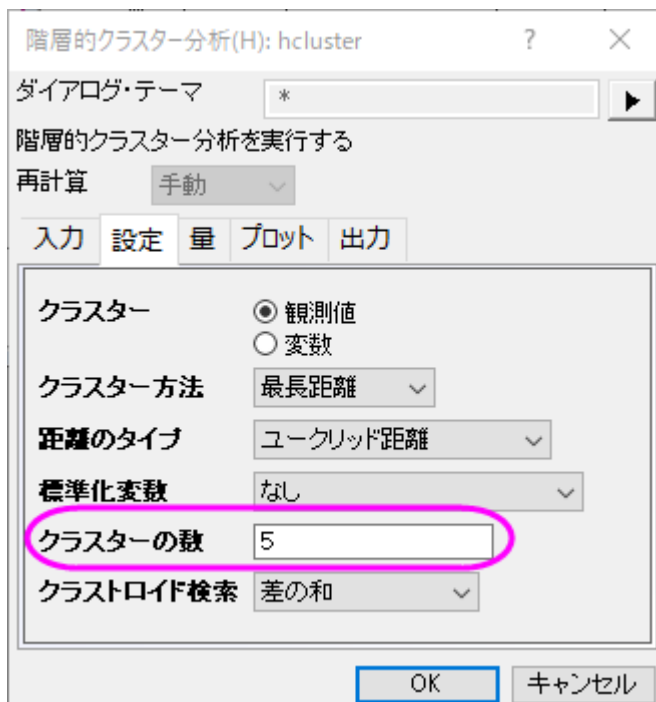 階層的クラスター分析(H): hcluster ? ×
ダイアログ・テーマ *
階層的クラスター分析を実行する
再計算 手動
入力 設定 量 プロット 出力
クラスター 観測値
変数
クラスター方法 最長距離
距離のタイプ ユークリッド距離
標準化変数 なし
クラスターの数 5
クラストロイド検索 差の和
OK キャンセル